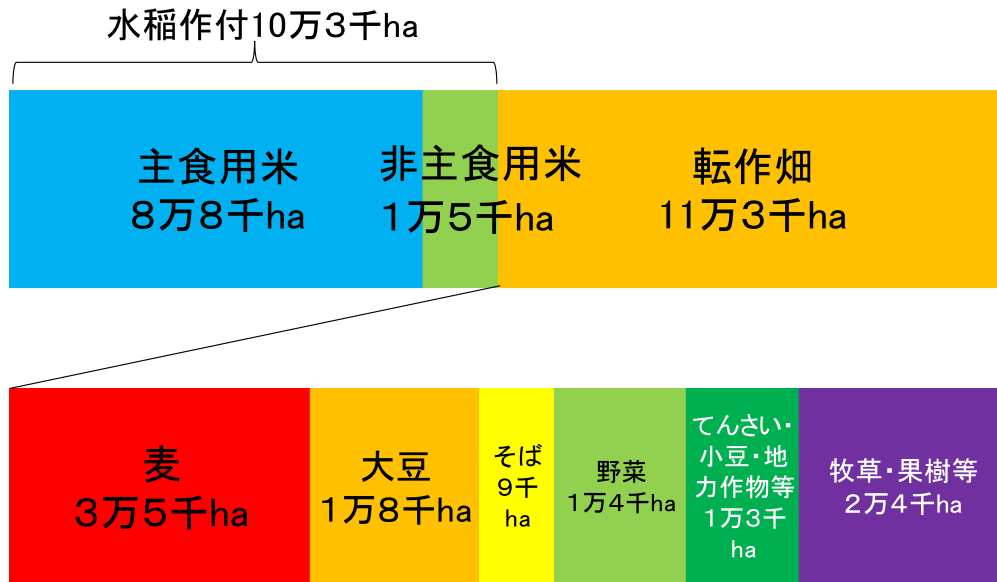 水稲作付10万3千ha
主食用米
８万８千ha
非主食用米
１万５千ha
転作畑
11万３千ha
麦
３万５千ha
大豆
１万８千ha
そば
９千
ha
野菜
１万４千ha
てんさい・
小豆・地
力作物等
１万３千
ha
牧草・果樹等
２万４千ha